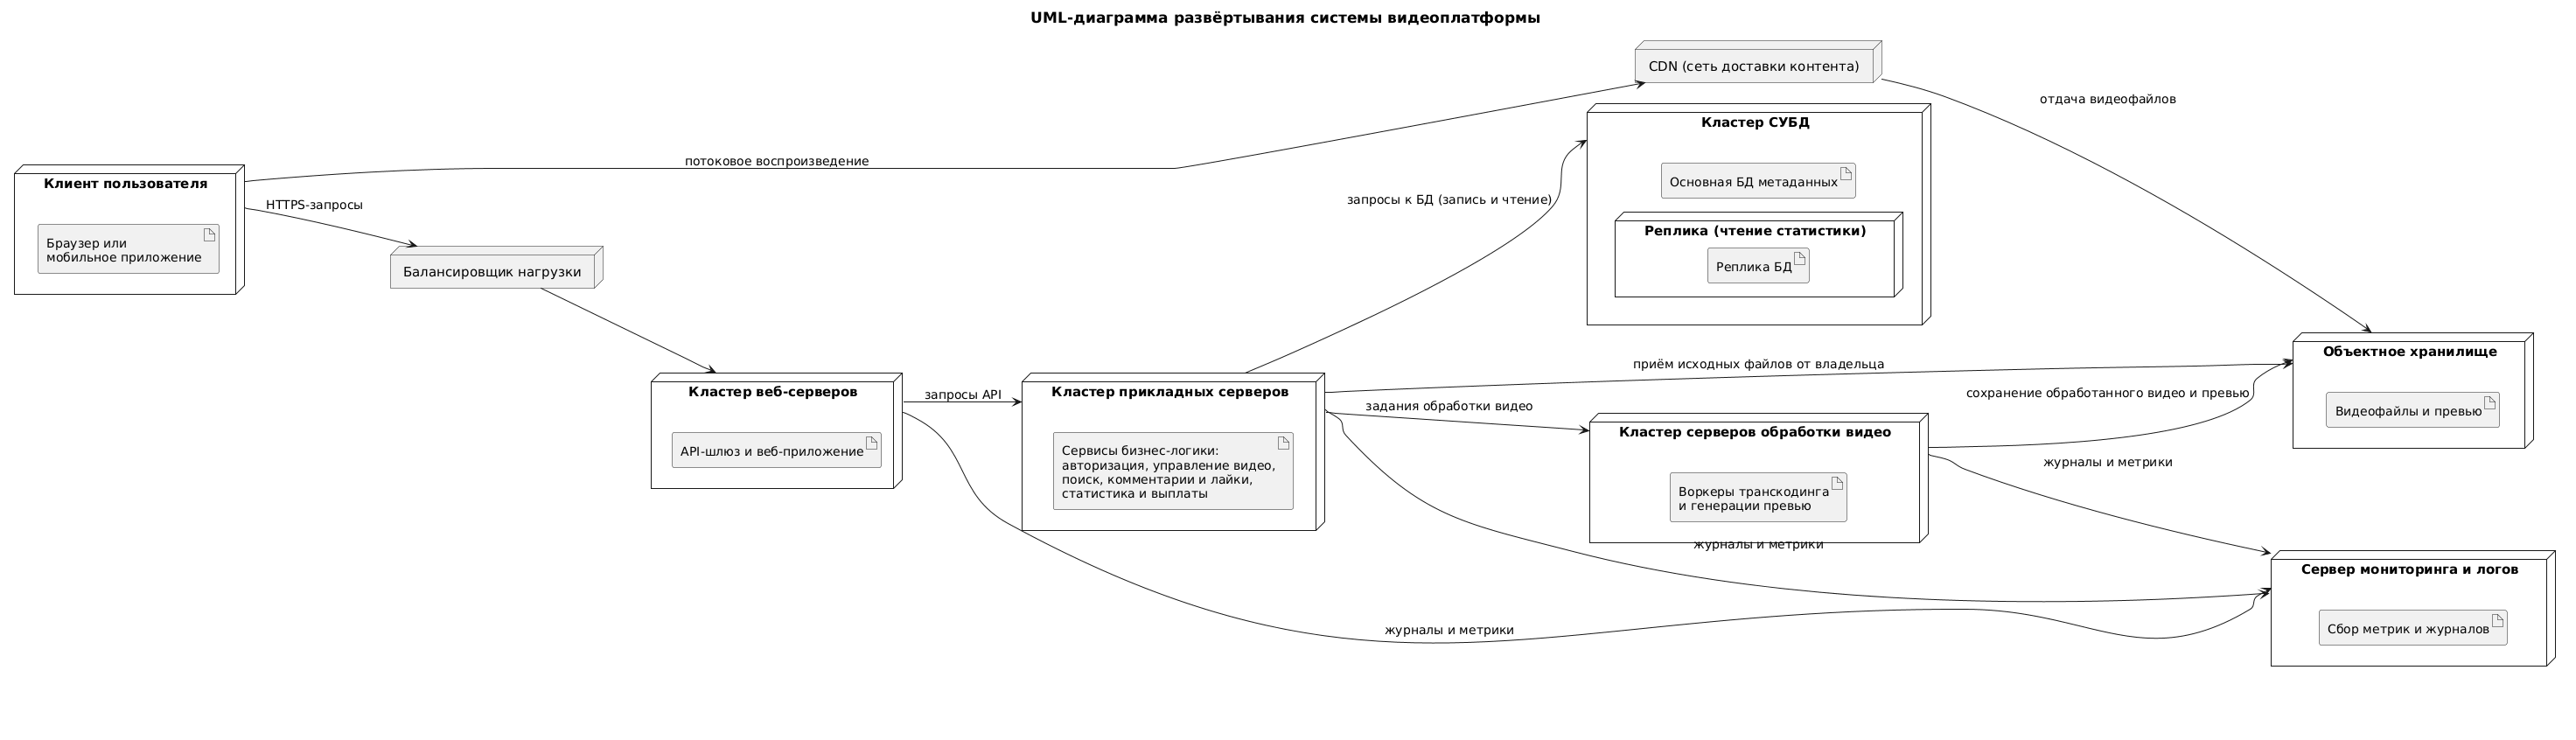 UML-диаграмма развёртывания системы видеоплатформы
CDN (сеть доставки контента)
отдача видеофайлов
Кластер СУБД
Основная БД метаданных
Реплика (чтение статистики)
Реплика БД
потоковое воспроизведение
Клиент пользователя
Браузер или
мобильное приложение
HTTPS-запросы
Балансировщик нагрузки
запросы к БД (запись и чтение)
Кластер веб-серверов
API-шлюз и веб-приложение
запросы API
Кластер прикладных серверов
Сервисы бизнес-логики:
авторизация, управление видео,
поиск, комментарии и лайки,
статистика и выплаты
приём исходных файлов от владельца
задания обработки видео
Кластер серверов обработки видео
Воркеры транскодинга
и генерации превью
сохранение обработанного видео и превью
Объектное хранилище
Видеофайлы и превью
журналы и метрики
журналы и метрики
журналы и метрики
Сервер мониторинга и логов
Сбор метрик и журналов